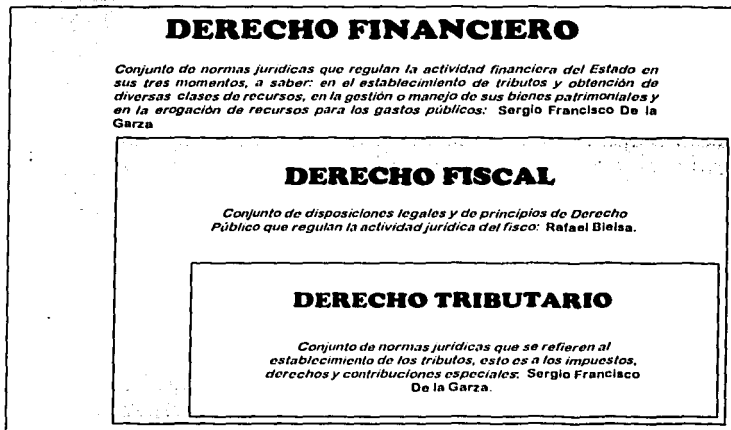 DERECHO FINANCIERO
Conjunto de normas jurídicas que regulan la actividad financiera del Estado en
sus tres momentos, a saber: en el establecimiento de tributos y obtención de
diversas clases de recursos, en la gestión o manejo de sus bienes patrimoniales y
en la erogación de recursos para los gastos públicos: Sergio Francisco De la
Garza
DERECHO FISCAL
Conjunto de disposiciones legales y de principios de Derecho
Público que regulan la actividad jurídica del fisco: Rafael Bielsa.
DERECHO TRIBUTARIO
Conjunto de normas jurídicas que se refieren al
establecimiento de los tributos, esto es a los impuestos,
derechos y contribuciones especiales: Sergio Francisco
De la Garza.